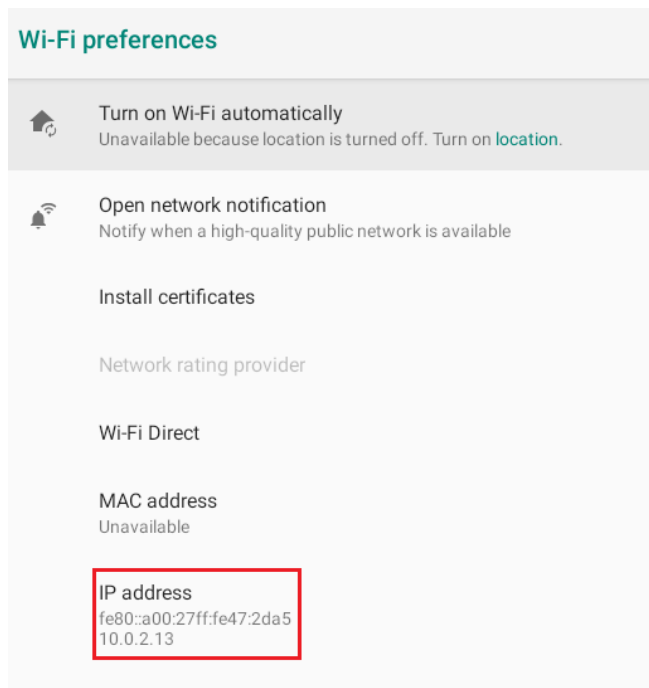 Wi-Fi preferences
Turn on Wi-Fi automatically
Unavailable because location is turned off. Turn on location.
Open network notification
Notify when a high-quality public network is available
Install certificates
Network rating provider
Wi-Fi Direct
MAC address
Unavailable
IP address
fe80::a00:27ff:fe47:2da5
10.0.2.13